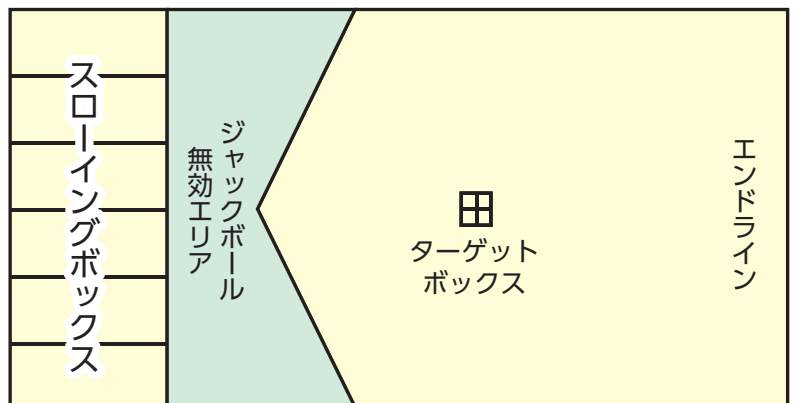 スローイングボックス
ジャックボール
無効エリア
ターゲット
ボックス
エンドライン